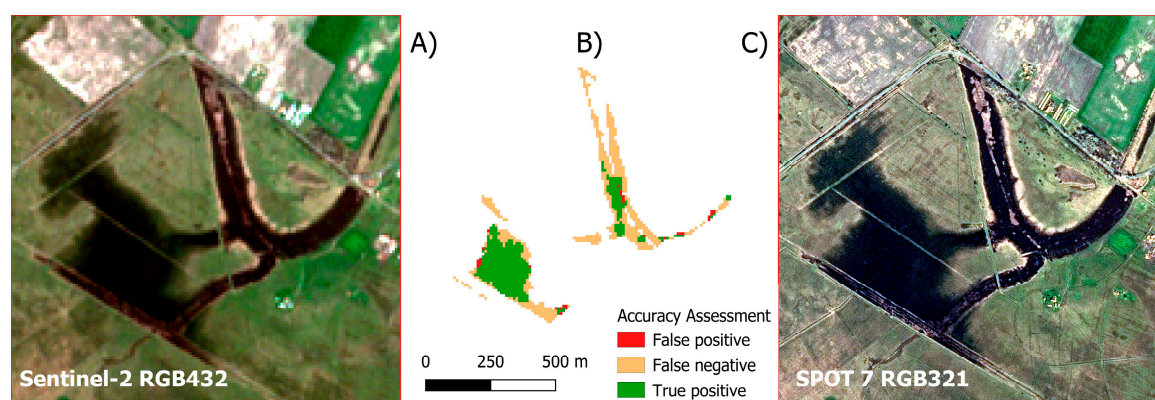 A)
B)
C)
Accuracy Assessment
False positive
False negative
True positive
0 250 500 m
Sentinel-2 RGB432
SPOT 7 RGB321